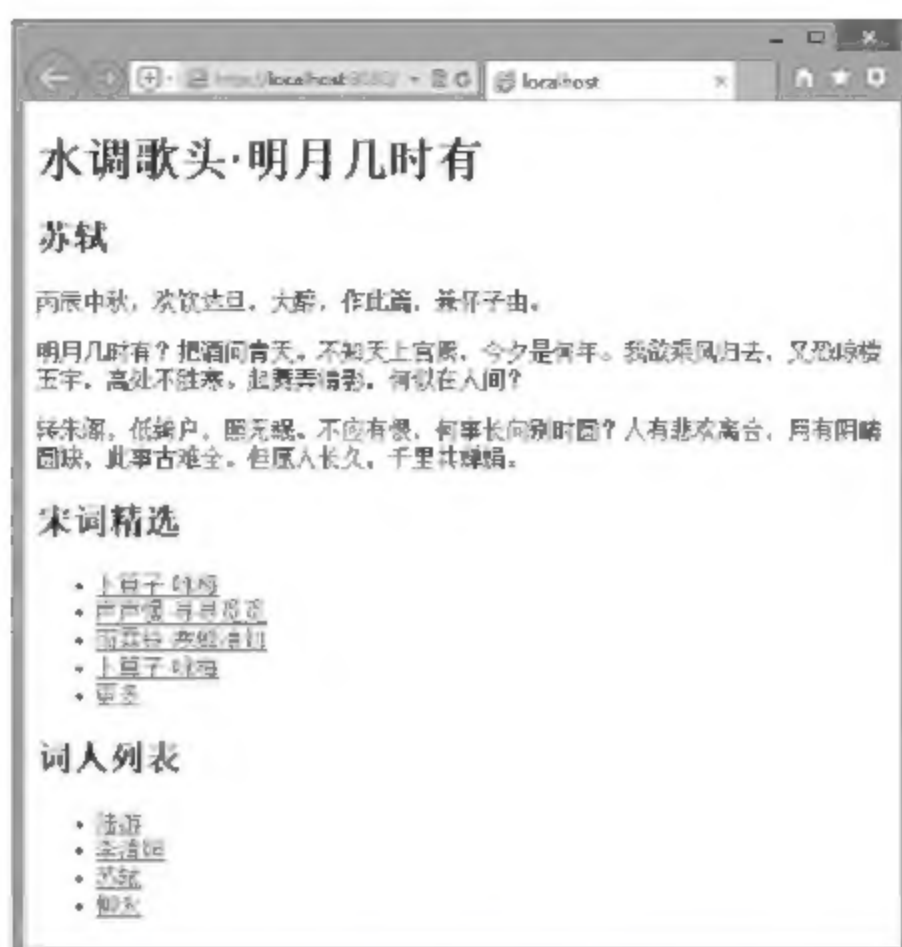 localhost
localhost
水调歌头·明月几时有
苏轼
丙辰中秋，欢饮达旦，大醉，作此篇，兼怀子由。
明月几时有？把酒问青天。不知天上宫阙，今夕是何年。我欲乘风归去，又恐琼楼
玉宇，高处不胜寒，起舞弄清影，何似在人间？
转朱阁，低绮户，照无眠。不应有恨，何事长向别时圆？人有悲欢离合，月有阴晴
圆缺，此事古难全。但愿人长久，千里共婵娟。
宋词精选
卜算子·咏梅
声声慢·寻寻觅觅
卜算子·咏梅
更多
词人列表
陆游
李清照
苏轼
柳永